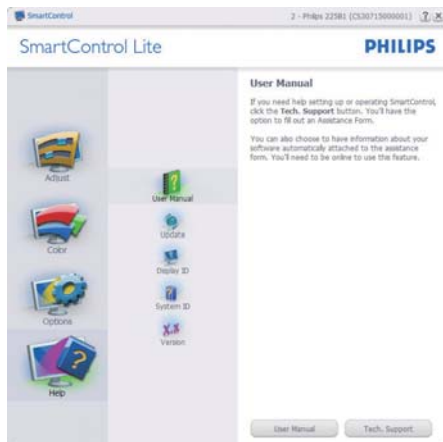 SmartControl
2 - Philips 225B1 (CS30715000001)
SmartControl Lite
PHILIPS
Adjust
Color
Options
Help
User Manual
Update
Display ID
System ID
Version
User Manual
If you need help setting up or operating SmartControl,
click the Tech. Support button. You'll have the
option to fill out an Assistance Form.
You can also choose to have information about your
software automatically attached to the assistance
form. You'll need to be online to use this feature.
User Manual
Tech. Support